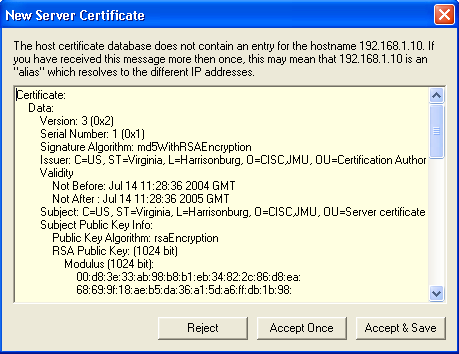 New Server Certificate
The host certificate database does not contain an entry for the hostname 192.168.1.10. If
you have received this message more then once, this may mean that 192.168.1.10 is an
"alias" which resolves to the different IP addresses.
Certificate:
Data:
Version: 3 (0x2)
Serial Number: 1 (0x1)
Signature Algorithm: md5WithRSAEncryption
Issuer: C=US, ST=Virginia, L=Harrisonburg, O=CISC,JMU, OU=Certification Author
Validity
Not Before: Jul 14 11:28:36 2004 GMT
Not After : Jul 14 11:28:36 2005 GMT
Subject: C=US, ST=Virginia, L=Harrisonburg, O=CISC,JMU, OU=Server certificate
Subject Public Key Info:
Public Key Algorithm: rsaEncryption
RSA Public Key: (1024 bit)
Modulus (1024 bit):
00:d8:3e:33:ab:98:b8:b1:eb:34:82:2c:86:d8:ea:
68:69:9f:18:ae:b5:da:36:a1:5d:a6:ff:db:1b:98:
Reject
Accept Once
Accept & Save